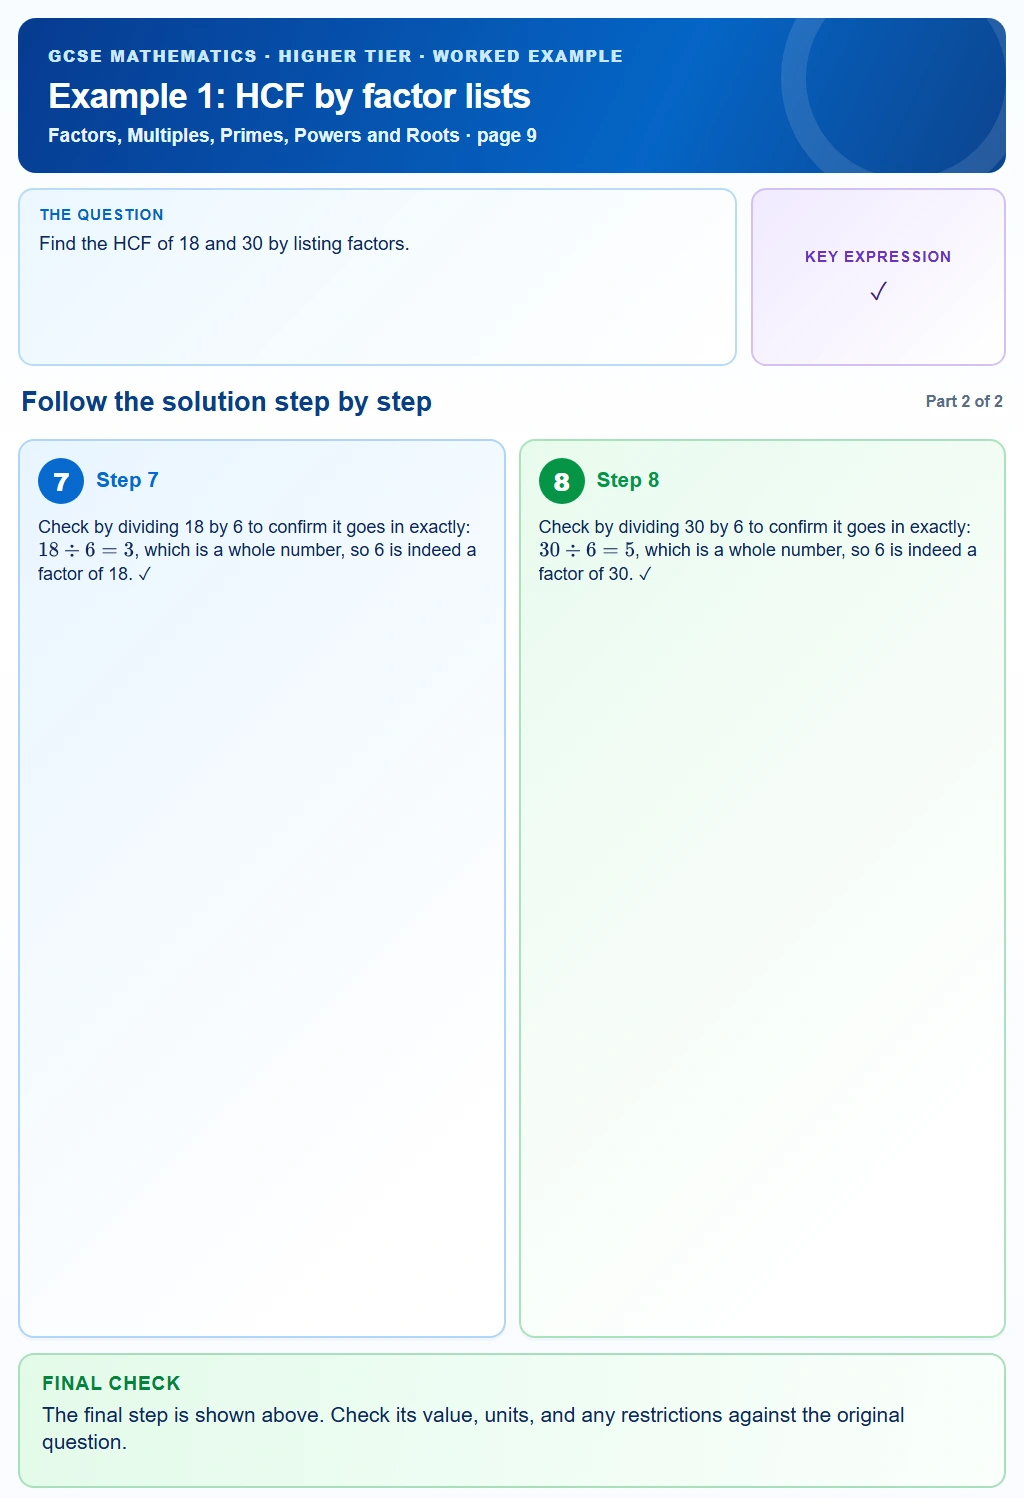 GCSE MATHEMATICS · HIGHER TIER · WORKED EXAMPLE
Example 1: HCF by factor lists
Factors, Multiples, Primes, Powers and Roots · page 9
THE QUESTION
Find the HCF of 18 and 30 by listing factors.
KEY EXPRESSION
✓
Follow the solution step by step
Part 2 of 2
7 Step 7
Check by dividing 18 by 6 to confirm it goes in exactly:
18 ÷ 6 = 3, which is a whole number, so 6 is indeed a
factor of 18. ✓
8 Step 8
Check by dividing 30 by 6 to confirm it goes in exactly:
30 ÷ 6 = 5, which is a whole number, so 6 is indeed a
factor of 30. ✓
FINAL CHECK
The final step is shown above. Check its value, units, and any restrictions against the original
question.